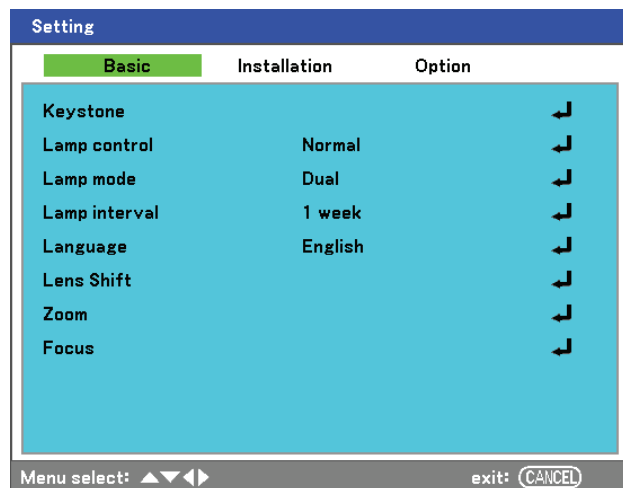 Setting
Basic Installation Option
Keystone
Lamp control Normal
Lamp mode Dual
Lamp interval 1 week
Language English
Lens Shift
Zoom
Focus
Menu select: ▲▼◀▶ exit: CANCEL